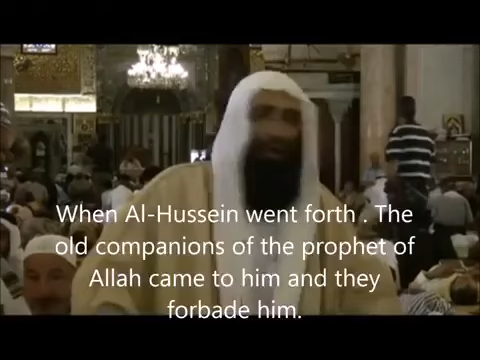 When Al-Hussein went forth . The
old companions of the prophet of
Allah came to him and they
forbade him.